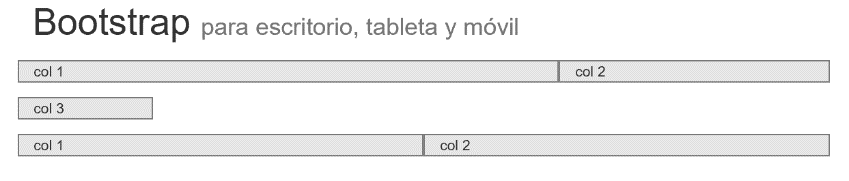 Bootstrap para escritorio, tableta y móvil
col 1 col 2
col 3
col 1 col 2